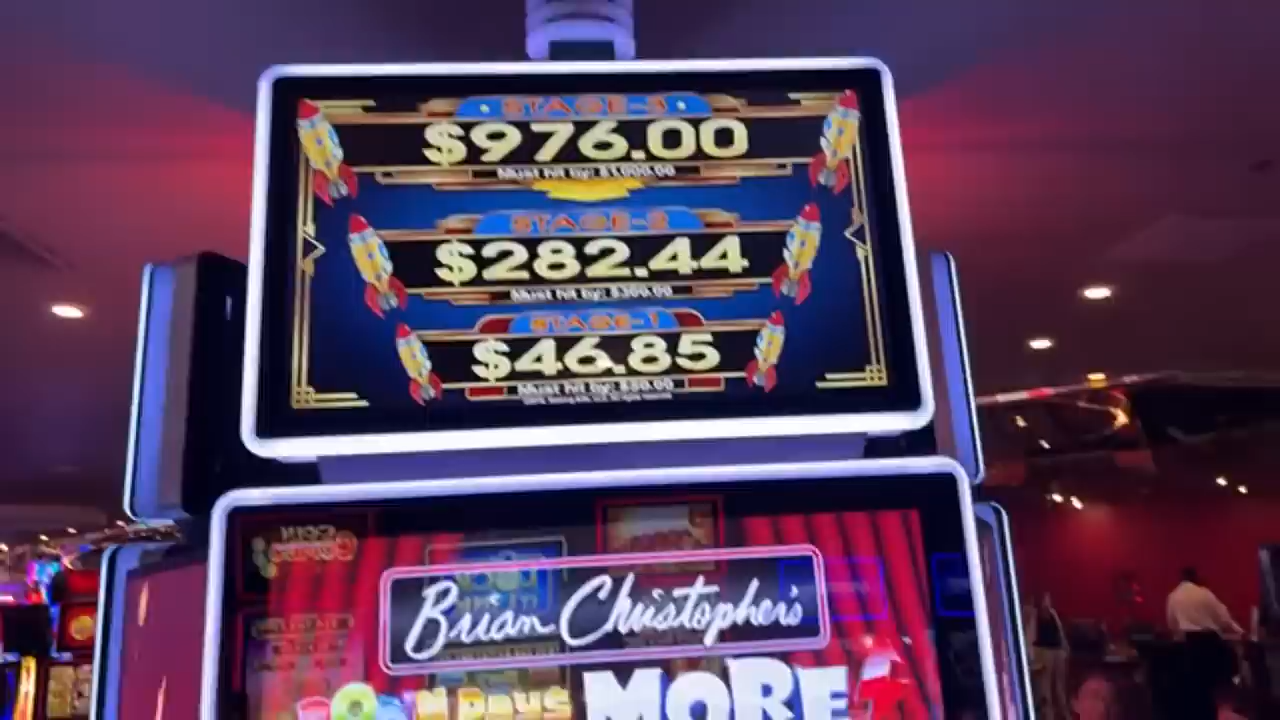 STAGE-3
$976.00
Must hit by: $1,000.00
STAGE-2
$282.44
Must hit by: $300.00
STAGE-1
$46.85
Must hit by: $50.00
Brian Christopher's
'N Pays MORE